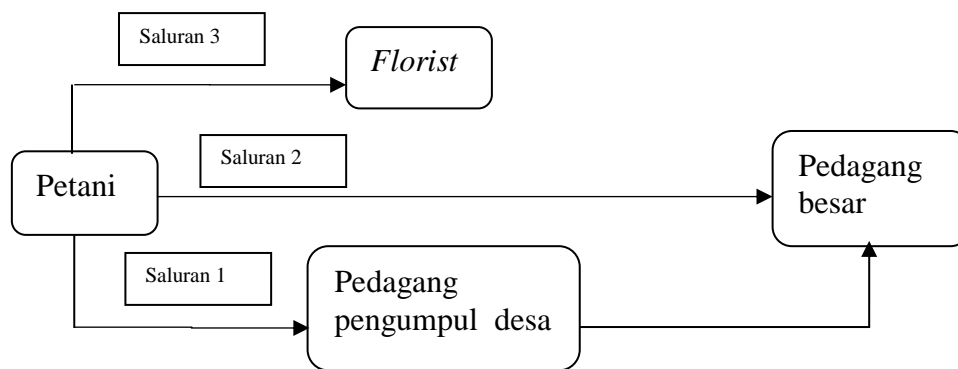 Saluran 3
Florist
Saluran 2
Petani
Pedagang
besar
Saluran 1
Pedagang
pengumpul desa